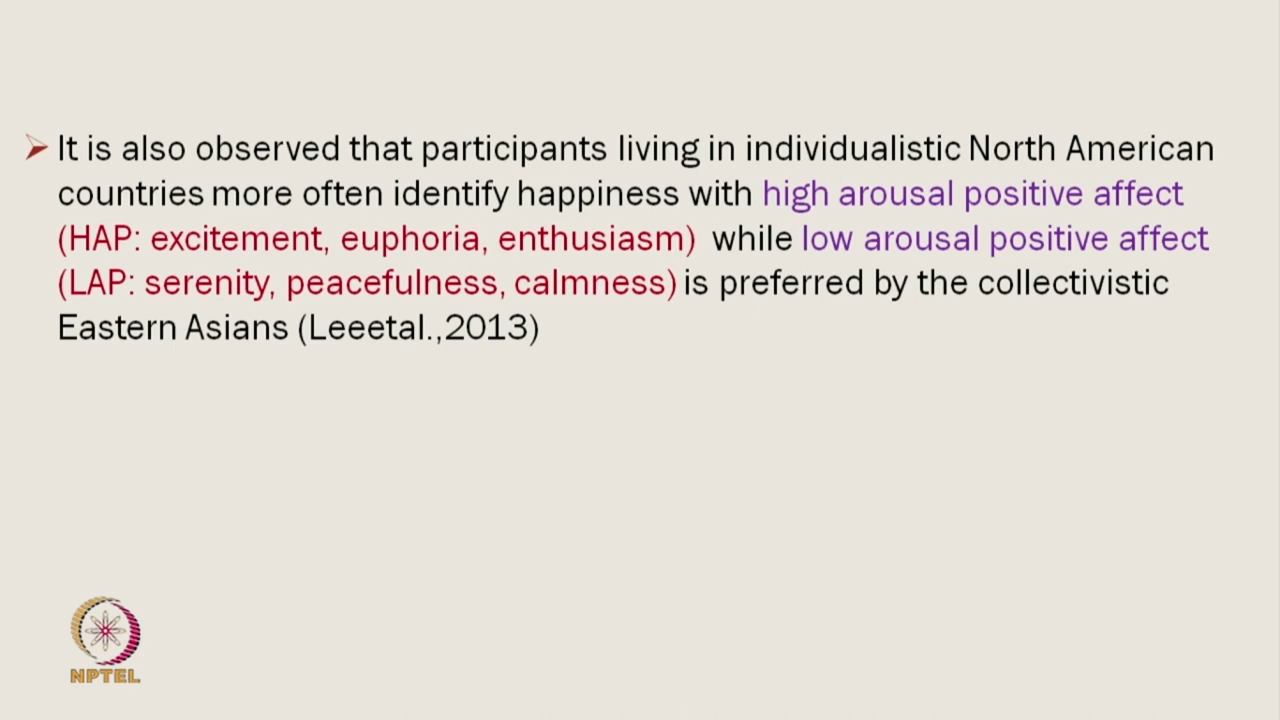 It is also observed that participants living in individualistic North American
countries more often identify happiness with high arousal positive affect
(HAP: excitement, euphoria, enthusiasm) while low arousal positive affect
(LAP: serenity, peacefulness, calmness) is preferred by the collectivistic
Eastern Asians (Leeetal.,2013)
NPTEL